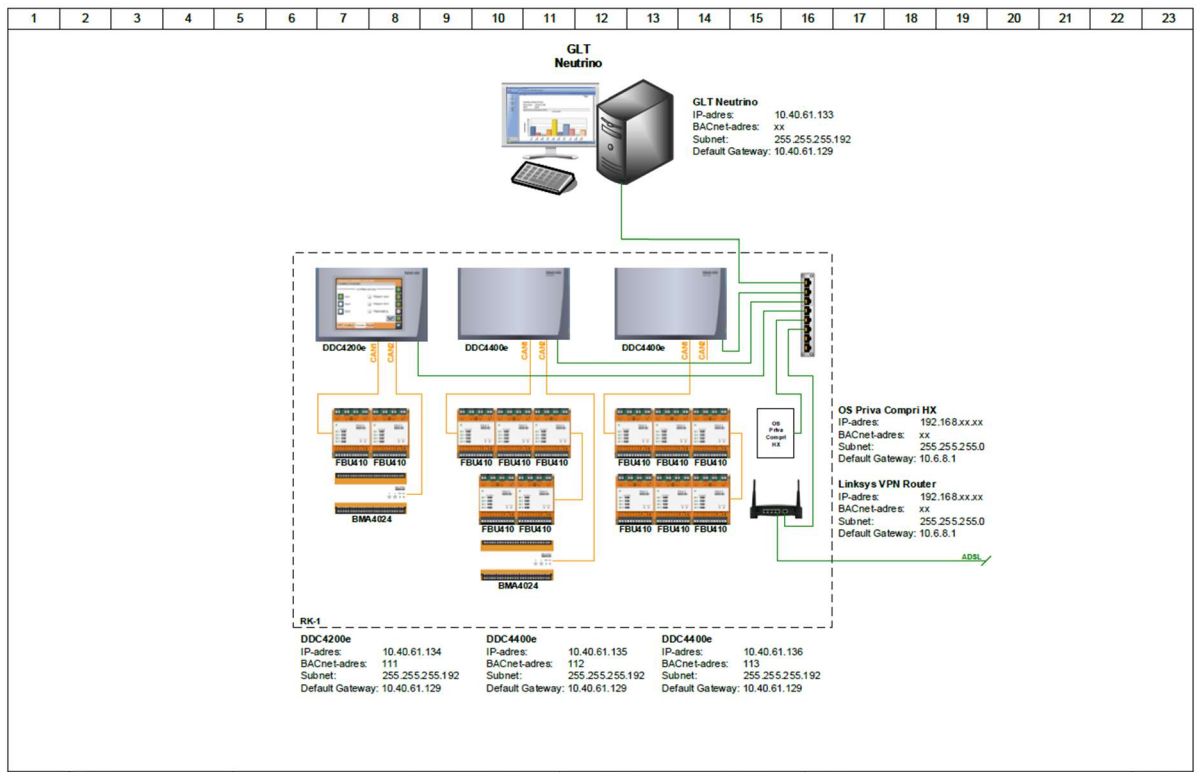 1 2 3 4 5 6 7 8 9 10 11 12 13 14 15 16 17 18 19 20 21 22 23
GLT
Neutrino
GLT Neutrino
IP-adres: 10.40.61.133
BACnet-adres: xx
Subnet: 255.255.255.192
Default Gateway: 10.40.61.129
DDC4200e
CAN1
CAN2
DDC4400e
CAN1
CAN2
DDC4400e
CAN1
CAN2
FBU410 FBU410
FBU410 FBU410 FBU410
FBU410 FBU410 FBU410
BMA4024
FBU410 FBU410
FBU410 FBU410 FBU410
BMA4024
OS
Priva
Compri
HX
OS Priva Compri HX
IP-adres: 192.168.xx.xx
BACnet-adres: xx
Subnet: 255.255.255.0
Default Gateway: 10.6.8.1
Linksys VPN Router
IP-adres: 192.168.xx.xx
BACnet-adres: xx
Subnet: 255.255.255.0
Default Gateway: 10.6.8.1
ADSL
RK-1
DDC4200e
IP-adres: 10.40.61.134
BACnet-adres: 111
Subnet: 255.255.255.192
Default Gateway: 10.40.61.129
DDC4400e
IP-adres: 10.40.61.135
BACnet-adres: 112
Subnet: 255.255.255.192
Default Gateway: 10.40.61.129
DDC4400e
IP-adres: 10.40.61.136
BACnet-adres: 113
Subnet: 255.255.255.192
Default Gateway: 10.40.61.129